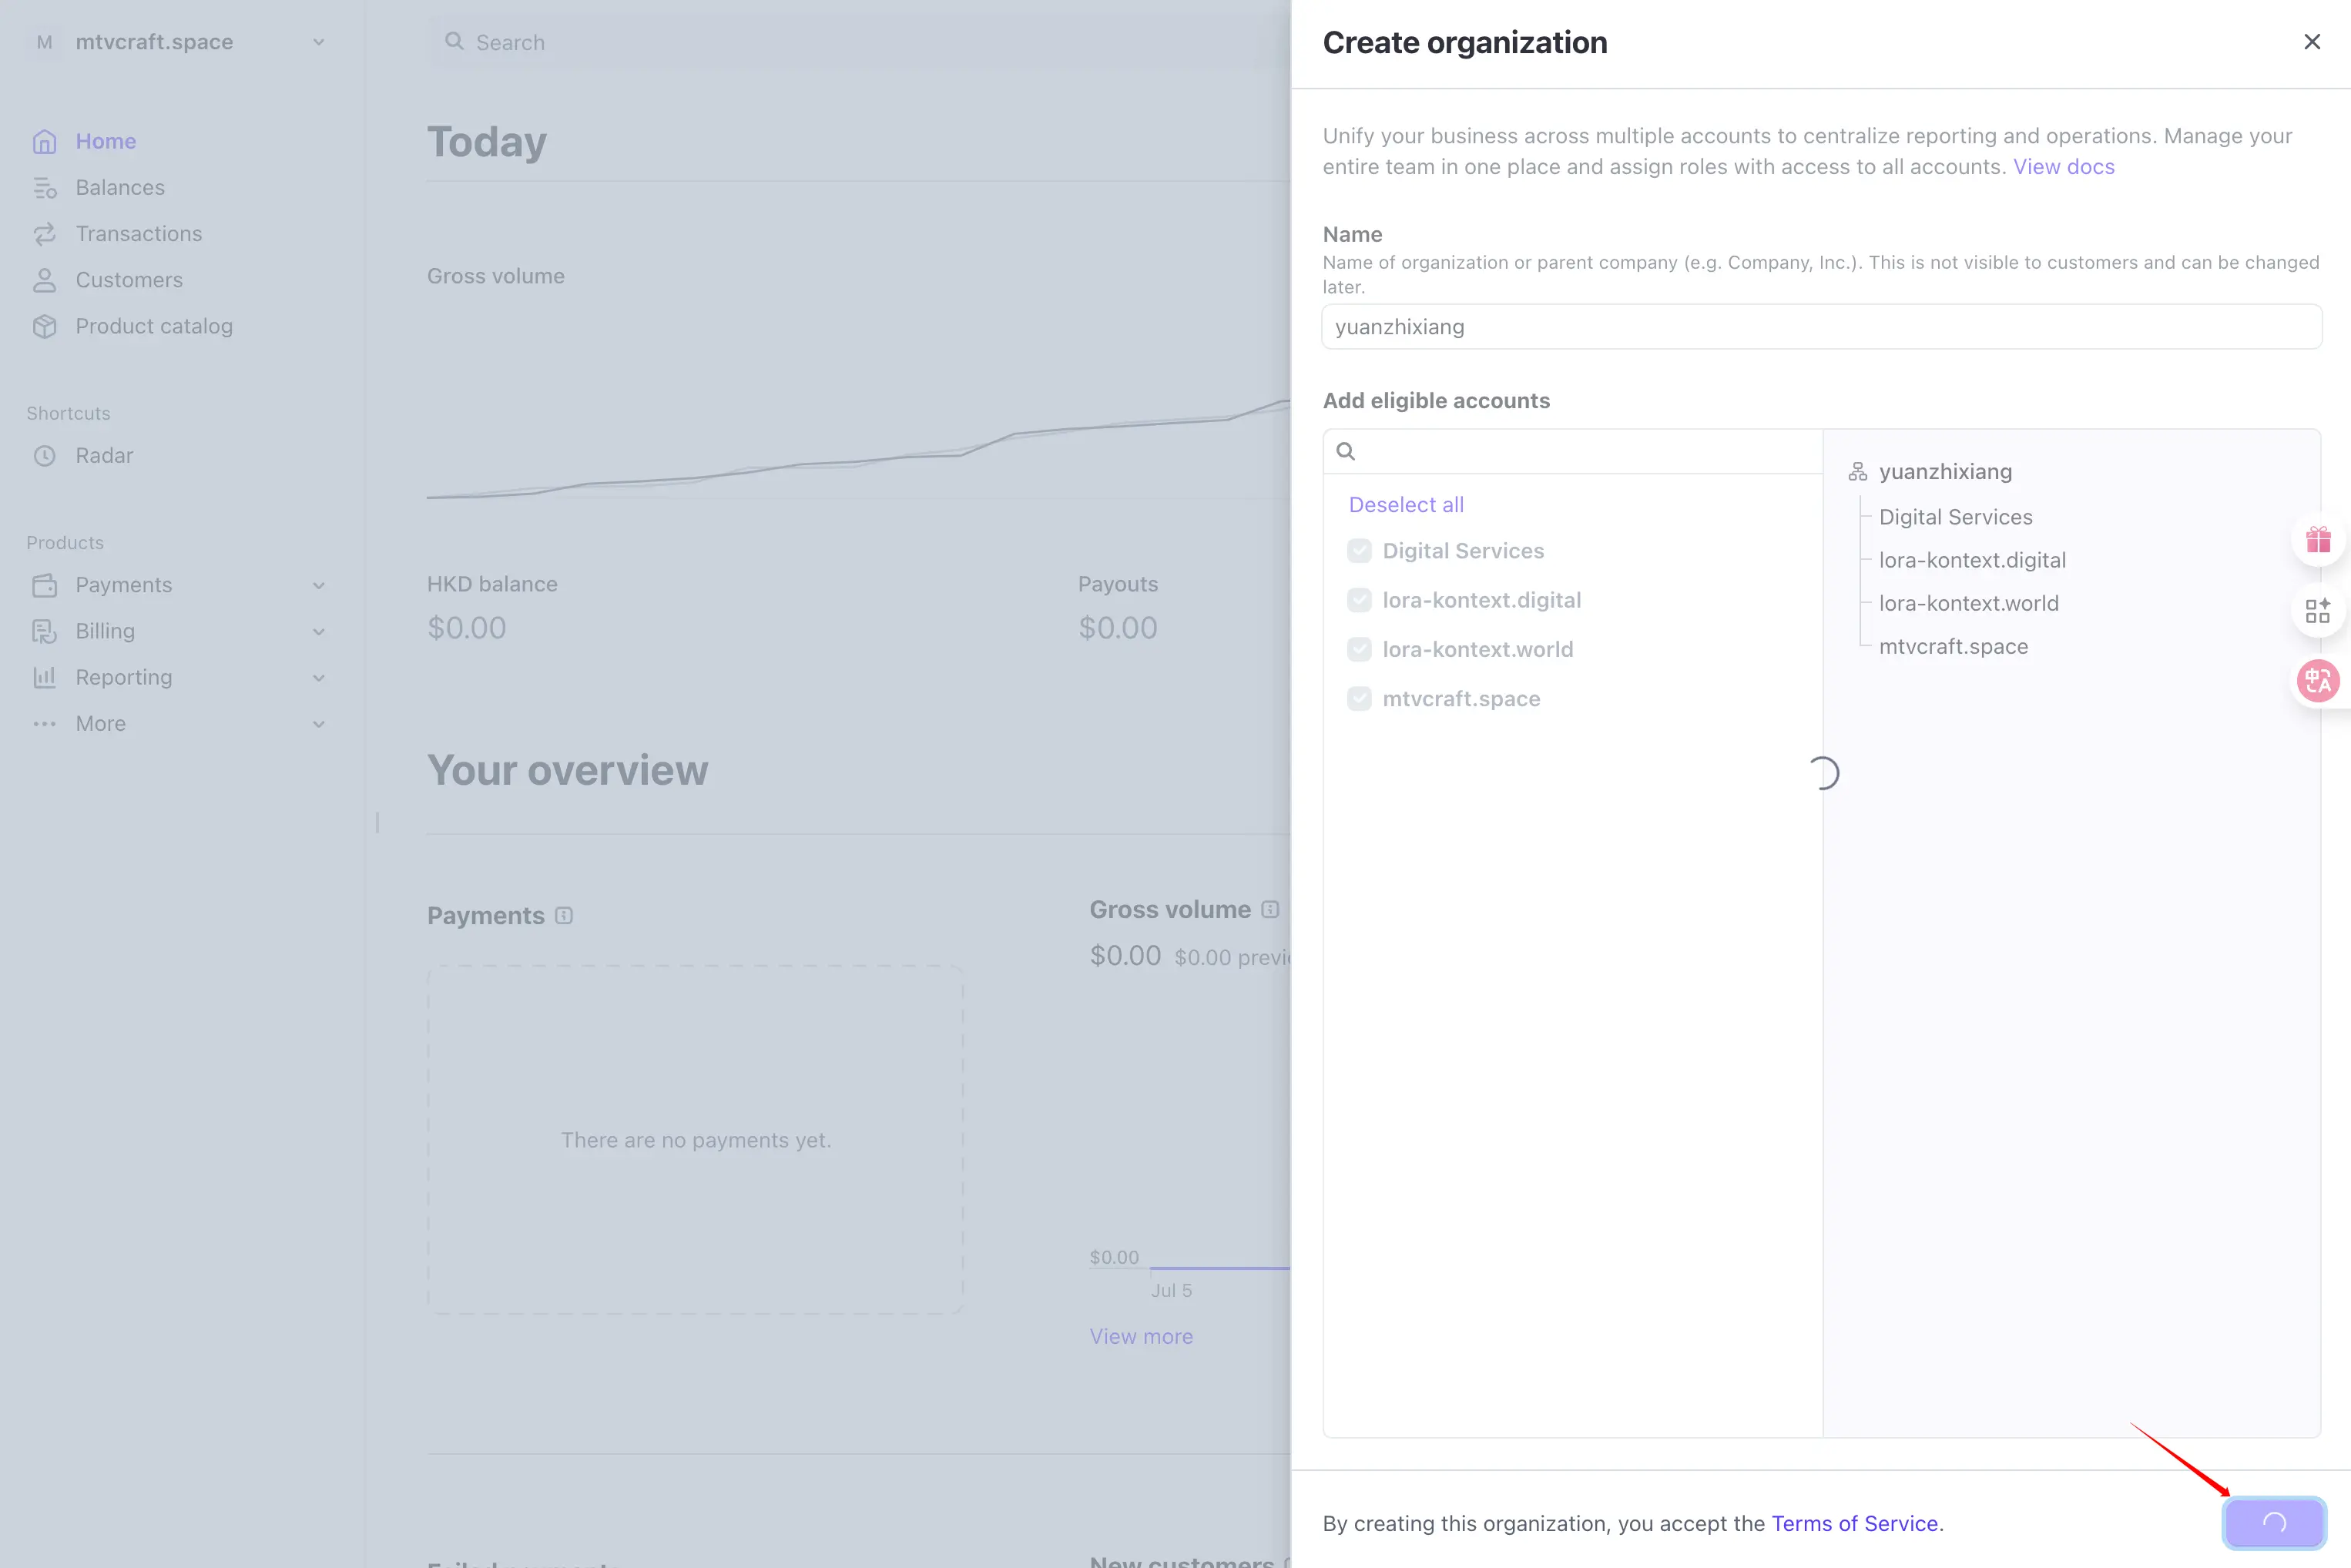 M mtvcraft.space
Home
Balances
Transactions
Customers
Product catalog
Shortcuts
Radar
Products
Payments
Billing
Reporting
More
Search
Today
Gross volume
HKD balance
$0.00
Payouts
$0.00
Your overview
Payments
There are no payments yet.
Gross volume
$0.00 $0.00 previ
$0.00
Jul 5
View more
Failed payments
New customers
Create organization
Unify your business across multiple accounts to centralize reporting and operations. Manage your
entire team in one place and assign roles with access to all accounts. View docs
Name
Name of organization or parent company (e.g. Company, Inc.). This is not visible to customers and can be changed
later.
yuanzhixiang
Add eligible accounts
Deselect all
Digital Services
lora-kontext.digital
lora-kontext.world
mtvcraft.space
yuanzhixiang
Digital Services
lora-kontext.digital
lora-kontext.world
mtvcraft.space
中A
By creating this organization, you accept the Terms of Service.